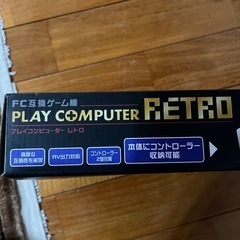 FC互換ゲーム機
PLAY COMPUTER RETRO
プレイコンピューター レトロ
高度な
互換性を実現
AV出力対応
コントローラー
2個付属
本体にコントローラー
収納可能